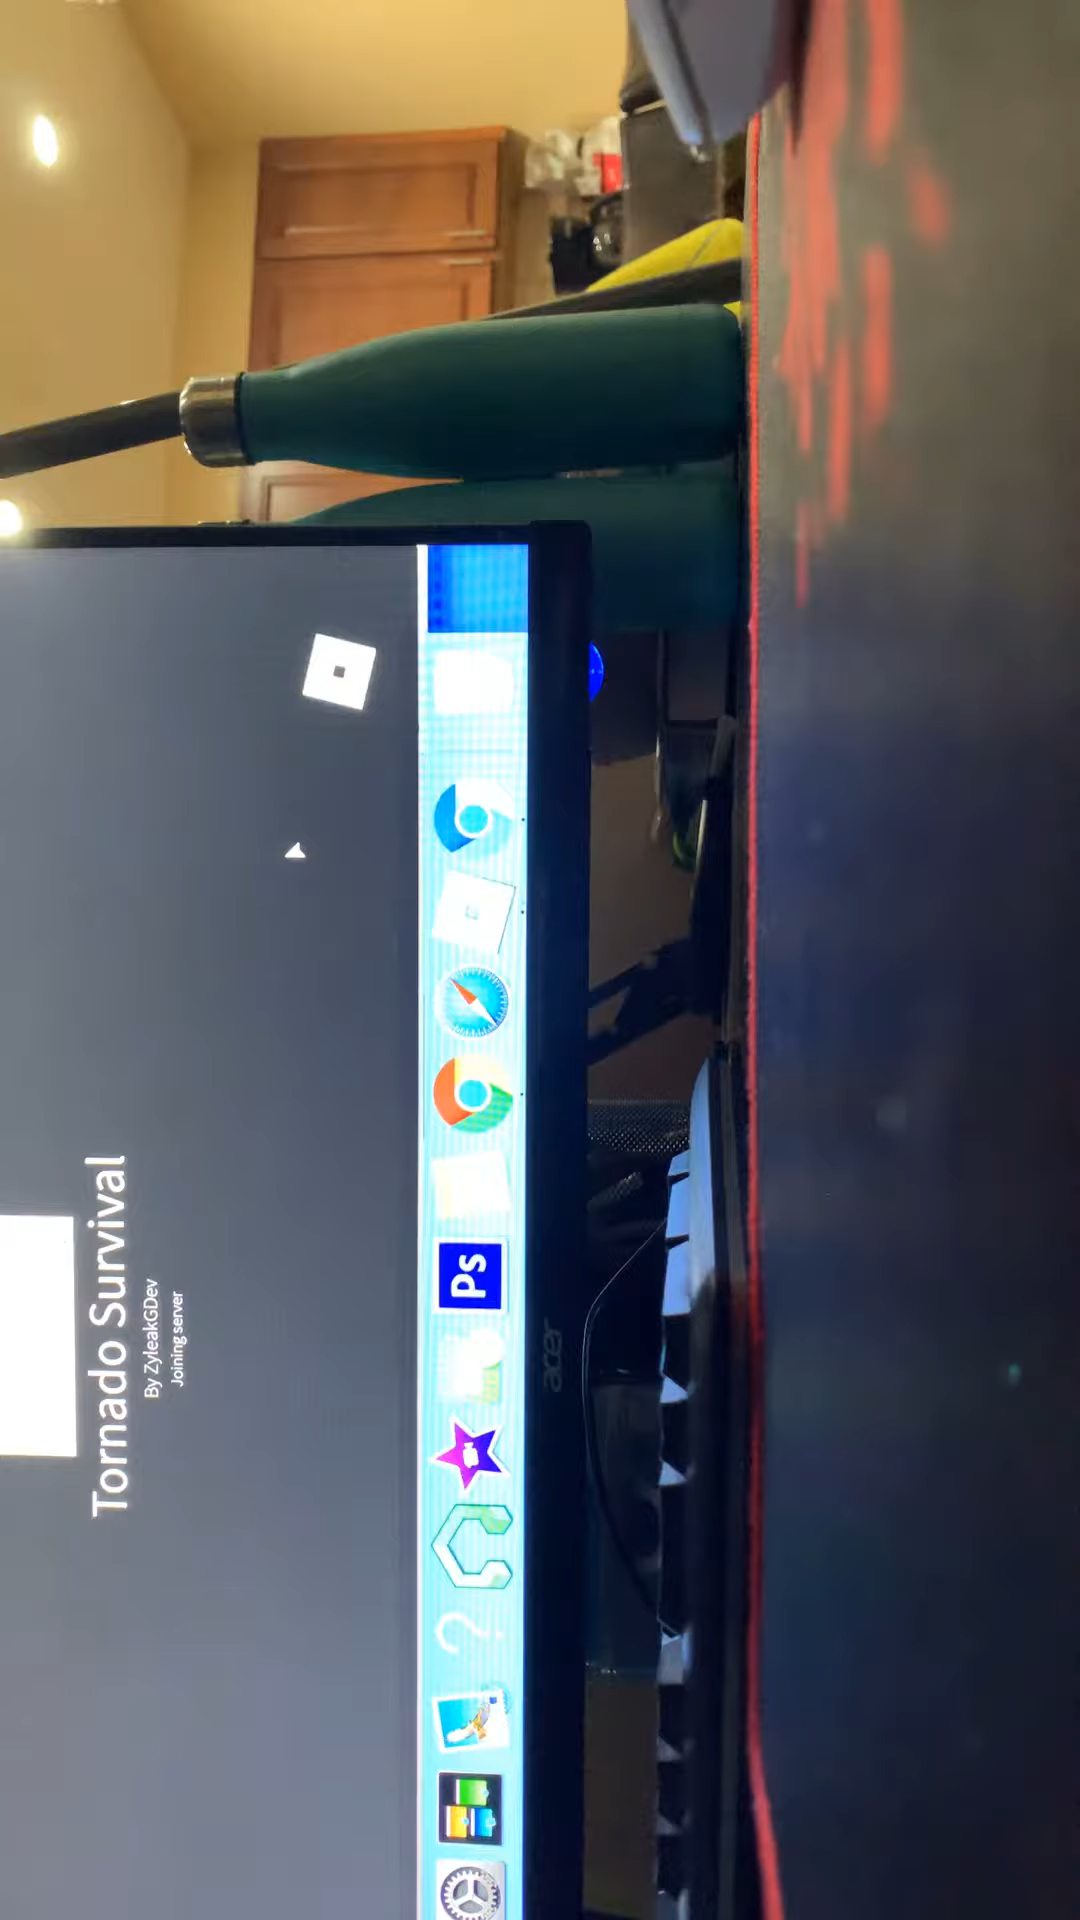 Tornado Survival
By ZyleakGDev
Joining server
Ps
acer